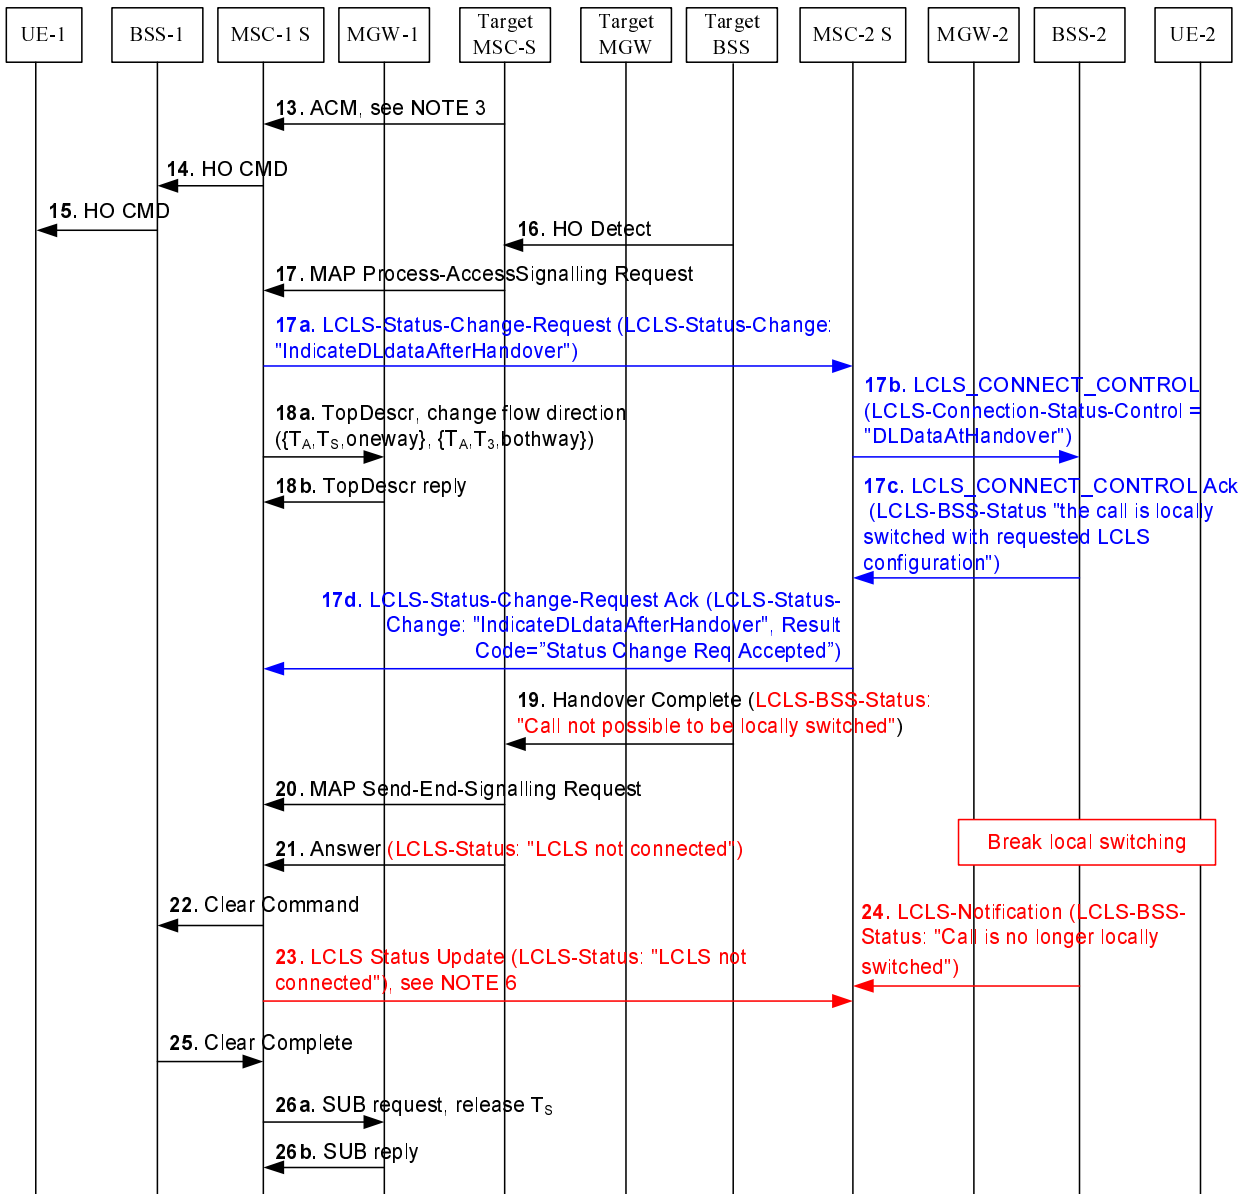 UE-1
BSS-1
MSC-1 S
MGW-1
Target
MSC-S
Target
MGW
Target
BSS
MSC-2 S
MGW-2
BSS-2
UE-2
13. ACM, see NOTE 3
14. HO CMD
15. HO CMD
16. HO Detect
17. MAP Process-AccessSignalling Request
17a. LCLS-Status-Change-Request (LCLS-Status-Change:
"IndicateDLdataAfterHandover")
17b. LCLS_CONNECT_CONTROL
(LCLS-Connection-Status-Control =
"DLDataAtHandover")
18a. TopDescr, change flow direction
({TA,TS,oneway}, {TA,T3,bothway})
18b. TopDescr reply
17c. LCLS_CONNECT_CONTROL Ack
(LCLS-BSS-Status "the call is locally
switched with requested LCLS
configuration")
17d. LCLS-Status-Change-Request Ack (LCLS-Status-
Change: "IndicateDLdataAfterHandover", Result
Code=”Status Change Req Accepted”)
19. Handover Complete (LCLS-BSS-Status:
"Call not possible to be locally switched")
20. MAP Send-End-Signalling Request
21. Answer (LCLS-Status: "LCLS not connected")
Break local switching
22. Clear Command
24. LCLS-Notification (LCLS-BSS-
Status: "Call is no longer locally
switched")
23. LCLS Status Update (LCLS-Status: "LCLS not
connected"), see NOTE 6
25. Clear Complete
26a. SUB request, release TS
26b. SUB reply